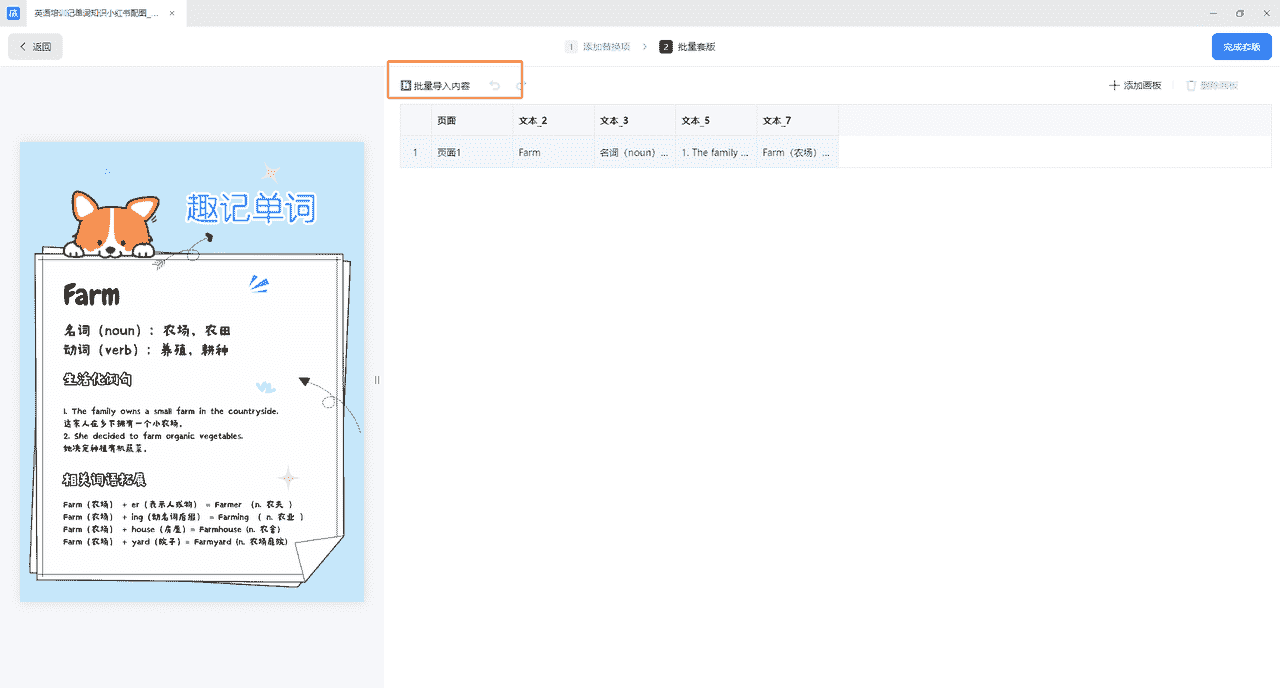 英语培训记单词知识小红书配图_ ...
返回
1 添加替换项 > 2 批量套版
完成套版
批量导入内容
添加画板
删除画板
页面 文本_2 文本_3 文本_5 文本_7
1 页面1 Farm 名词（noun）... 1. The family ... Farm（农场）...
趣记单词
Farm
名词（noun）：农场，农田
动词（verb）：养殖，耕种
生活化例句
1. The family owns a small farm in the countryside.
这家人在乡下拥有一个小农场。
2. She decided to farm organic vegetables.
她决定种植有机蔬菜。
相关词语拓展
Farm（农场） + er（表示人或物） = Farmer （n. 农夫 ）
Farm（农场） + ing（动名词后缀） = Farming （ n. 农业 ）
Farm（农场） + house（房屋）= Farmhouse (n. 农舍)
Farm（农场） + yard（院子）= Farmyard (n. 农场庭院)